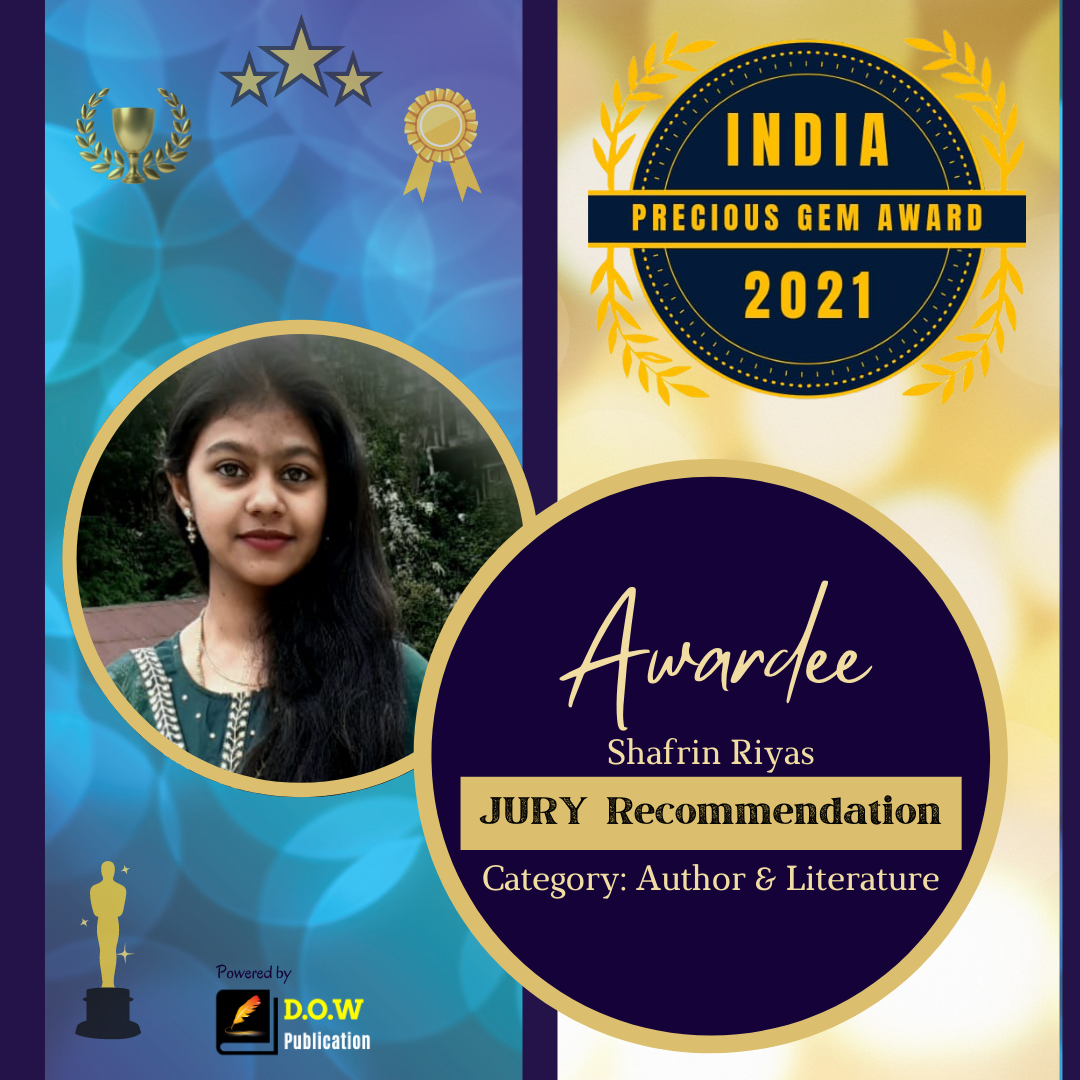 INDIA
PRECIOUS GEM AWARD
2021
Awardee
Shafrin Riyas
JURY Recommendation
Category: Author & Literature
Powered by
D.O.W
Publication